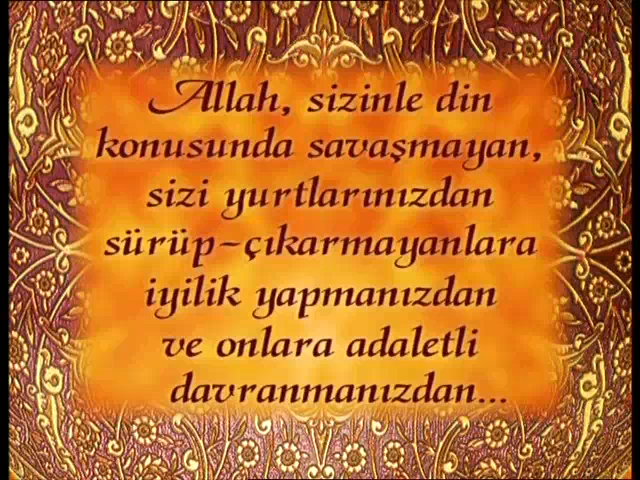 Allah, sizinle din
konusunda savaşmayan,
sizi yurtlarınızdan
sürüp-çıkarmayanlara
iyilik yapmanızdan
ve onlara adaletli
davranmanızdan...